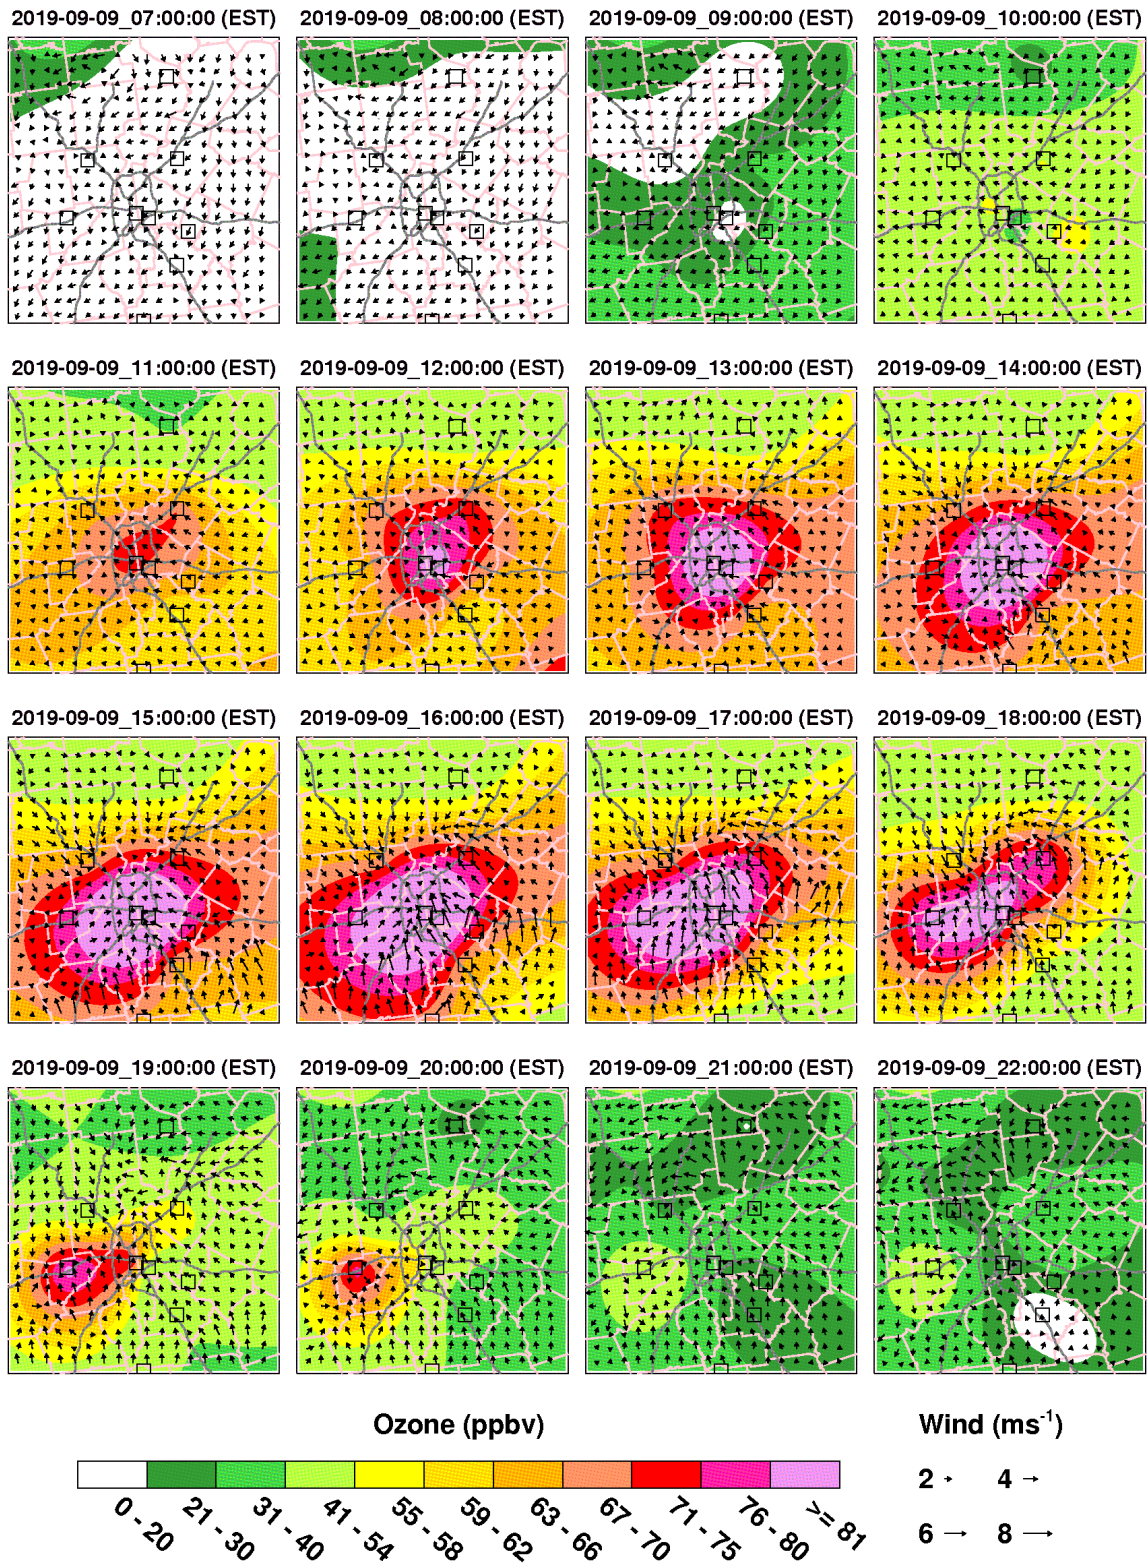 2019-09-09_07:00:00 (EST) 2019-09-09_08:00:00 (EST) 2019-09-09_09:00:00 (EST) 2019-09-09_10:00:00 (EST)
2019-09-09_11:00:00 (EST) 2019-09-09_12:00:00 (EST) 2019-09-09_13:00:00 (EST) 2019-09-09_14:00:00 (EST)
2019-09-09_15:00:00 (EST) 2019-09-09_16:00:00 (EST) 2019-09-09_17:00:00 (EST) 2019-09-09_18:00:00 (EST)
2019-09-09_19:00:00 (EST) 2019-09-09_20:00:00 (EST) 2019-09-09_21:00:00 (EST) 2019-09-09_22:00:00 (EST)
Ozone (ppbv) Wind (ms⁻¹)
0 - 20 21 - 30 31 - 40 41 - 54 55 - 58 59 - 62 63 - 66 67 - 70 71 - 75 76 - 80 >= 81
2 4
6 8